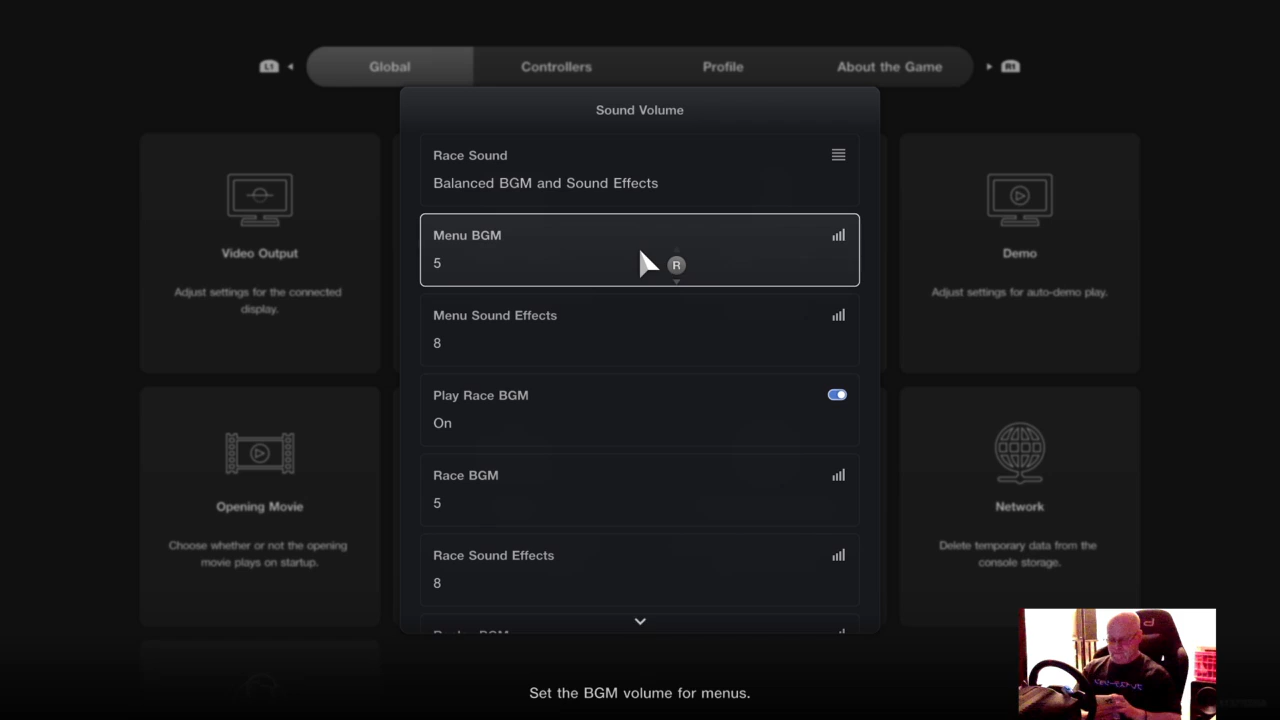 L1
Global
Controllers
Profile
About the Game
R1
Sound Volume
Race Sound
Balanced BGM and Sound Effects
Menu BGM
5
R
Menu Sound Effects
8
Play Race BGM
On
Race BGM
5
Race Sound Effects
8
Video Output
Adjust settings for the connected
display.
Demo
Adjust settings for auto-demo play.
Opening Movie
Choose whether or not the opening
movie plays on startup.
Network
Delete temporary data from the
console storage.
Set the BGM volume for menus.